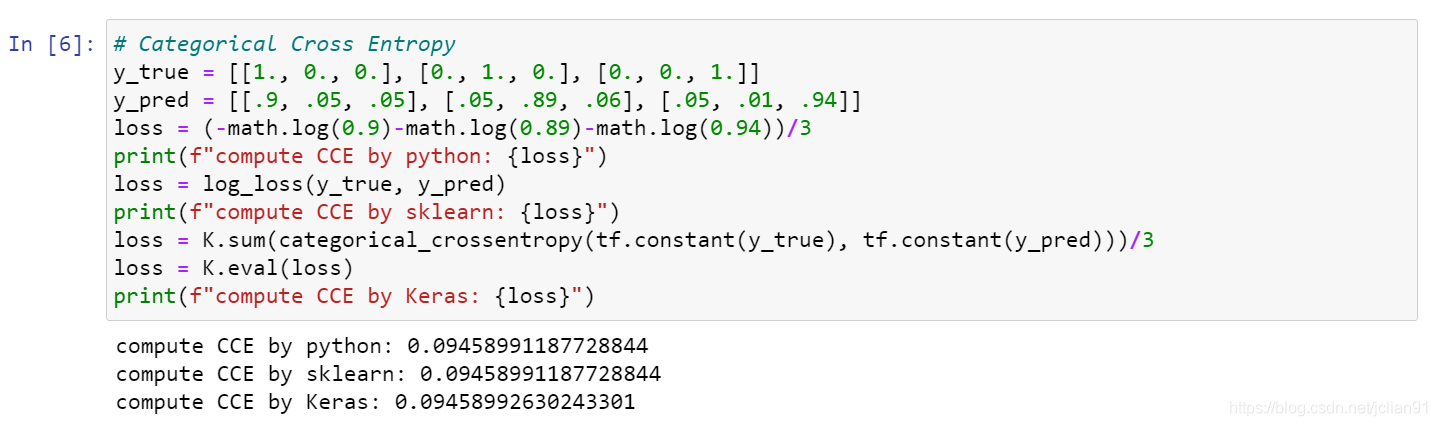 In [6]: # Categorical Cross Entropy
y_true = [[1., 0., 0.], [0., 1., 0.], [0., 0., 1.]]
y_pred = [[.9, .05, .05], [.05, .89, .06], [.05, .01, .94]]
loss = (-math.log(0.9)-math.log(0.89)-math.log(0.94))/3
print(f"compute CCE by python: {loss}")
loss = log_loss(y_true, y_pred)
print(f"compute CCE by sklearn: {loss}")
loss = K.sum(categorical_crossentropy(tf.constant(y_true), tf.constant(y_pred)))/3
loss = K.eval(loss)
print(f"compute CCE by Keras: {loss}")
compute CCE by python: 0.09458991187728844
compute CCE by sklearn: 0.09458991187728844
compute CCE by Keras: 0.09458992630243301
https://blog.csdn.net/jclian91